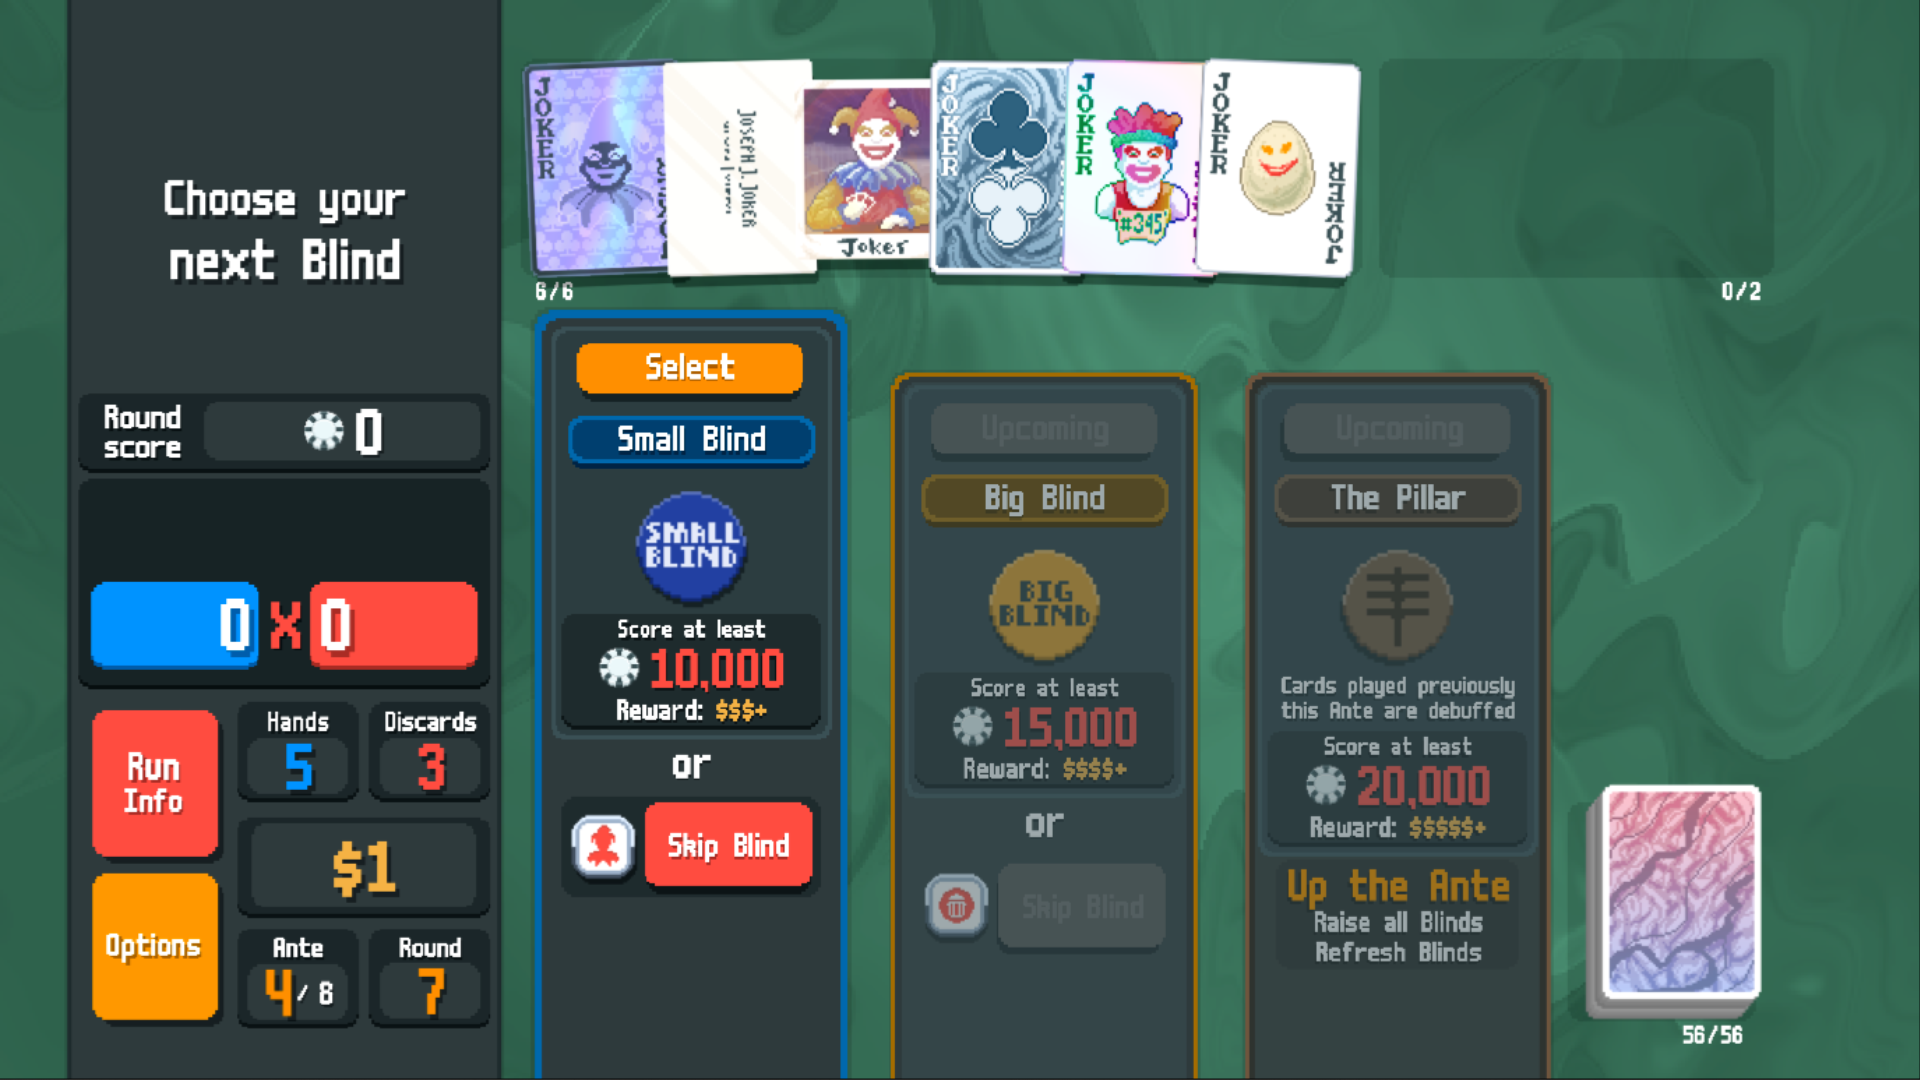 Choose your
next Blind
Round
score
0
0 X 0
Run
Info
Hands
5
Discards
3
$1
Options
Ante
4 / 8
Round
7
JOKER
JOSEPH J. JOKER
Joker
JOKER
JOKER
#345
JOKER
JOKER
6/6
0/2
Select
Small Blind
SMALL
BLIND
Score at least
10,000
Reward: $$$+
or
Skip Blind
Upcoming
Big Blind
BIG
BLIND
Score at least
15,000
Reward: $$$$+
or
Skip Blind
Upcoming
The Pillar
Cards played previously
this Ante are debuffed
Score at least
20,000
Reward: $$$$$+
Up the Ante
Raise all Blinds
Refresh Blinds
56/56